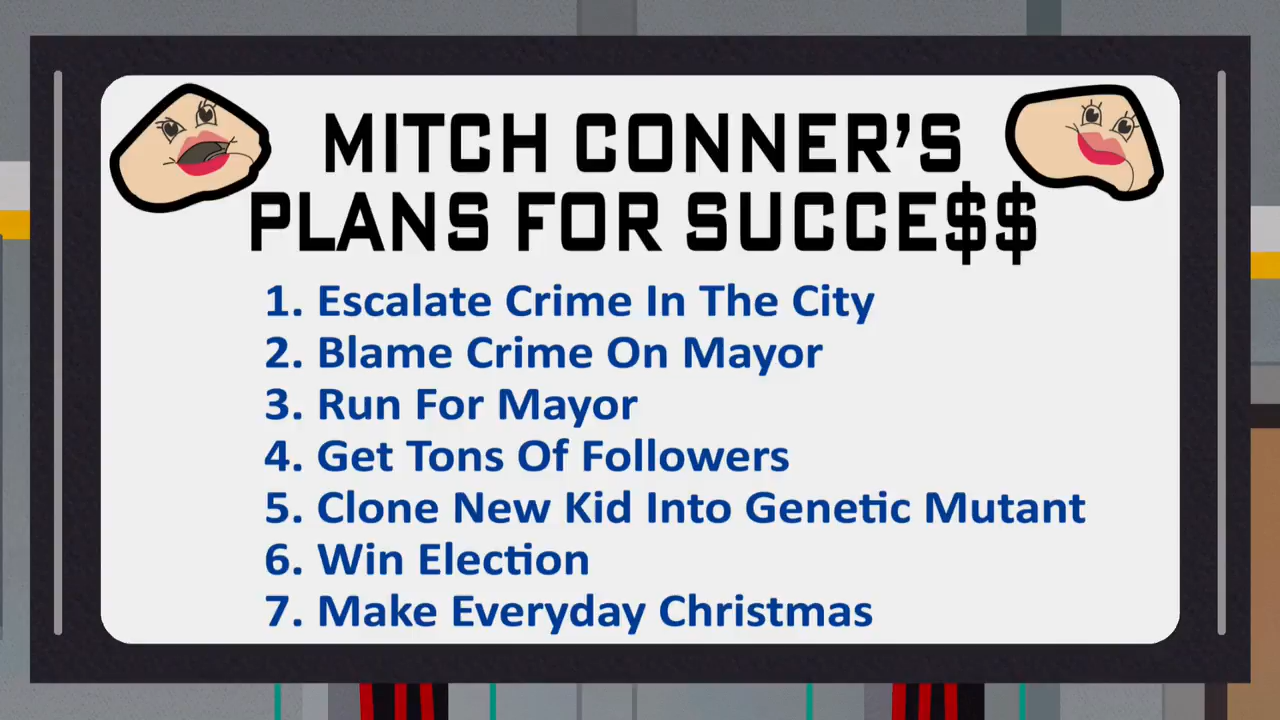 MITCH CONNER'S
PLANS FOR SUCCE$$
1. Escalate Crime In The City
2. Blame Crime On Mayor
3. Run For Mayor
4. Get Tons Of Followers
5. Clone New Kid Into Genetic Mutant
6. Win Election
7. Make Everyday Christmas